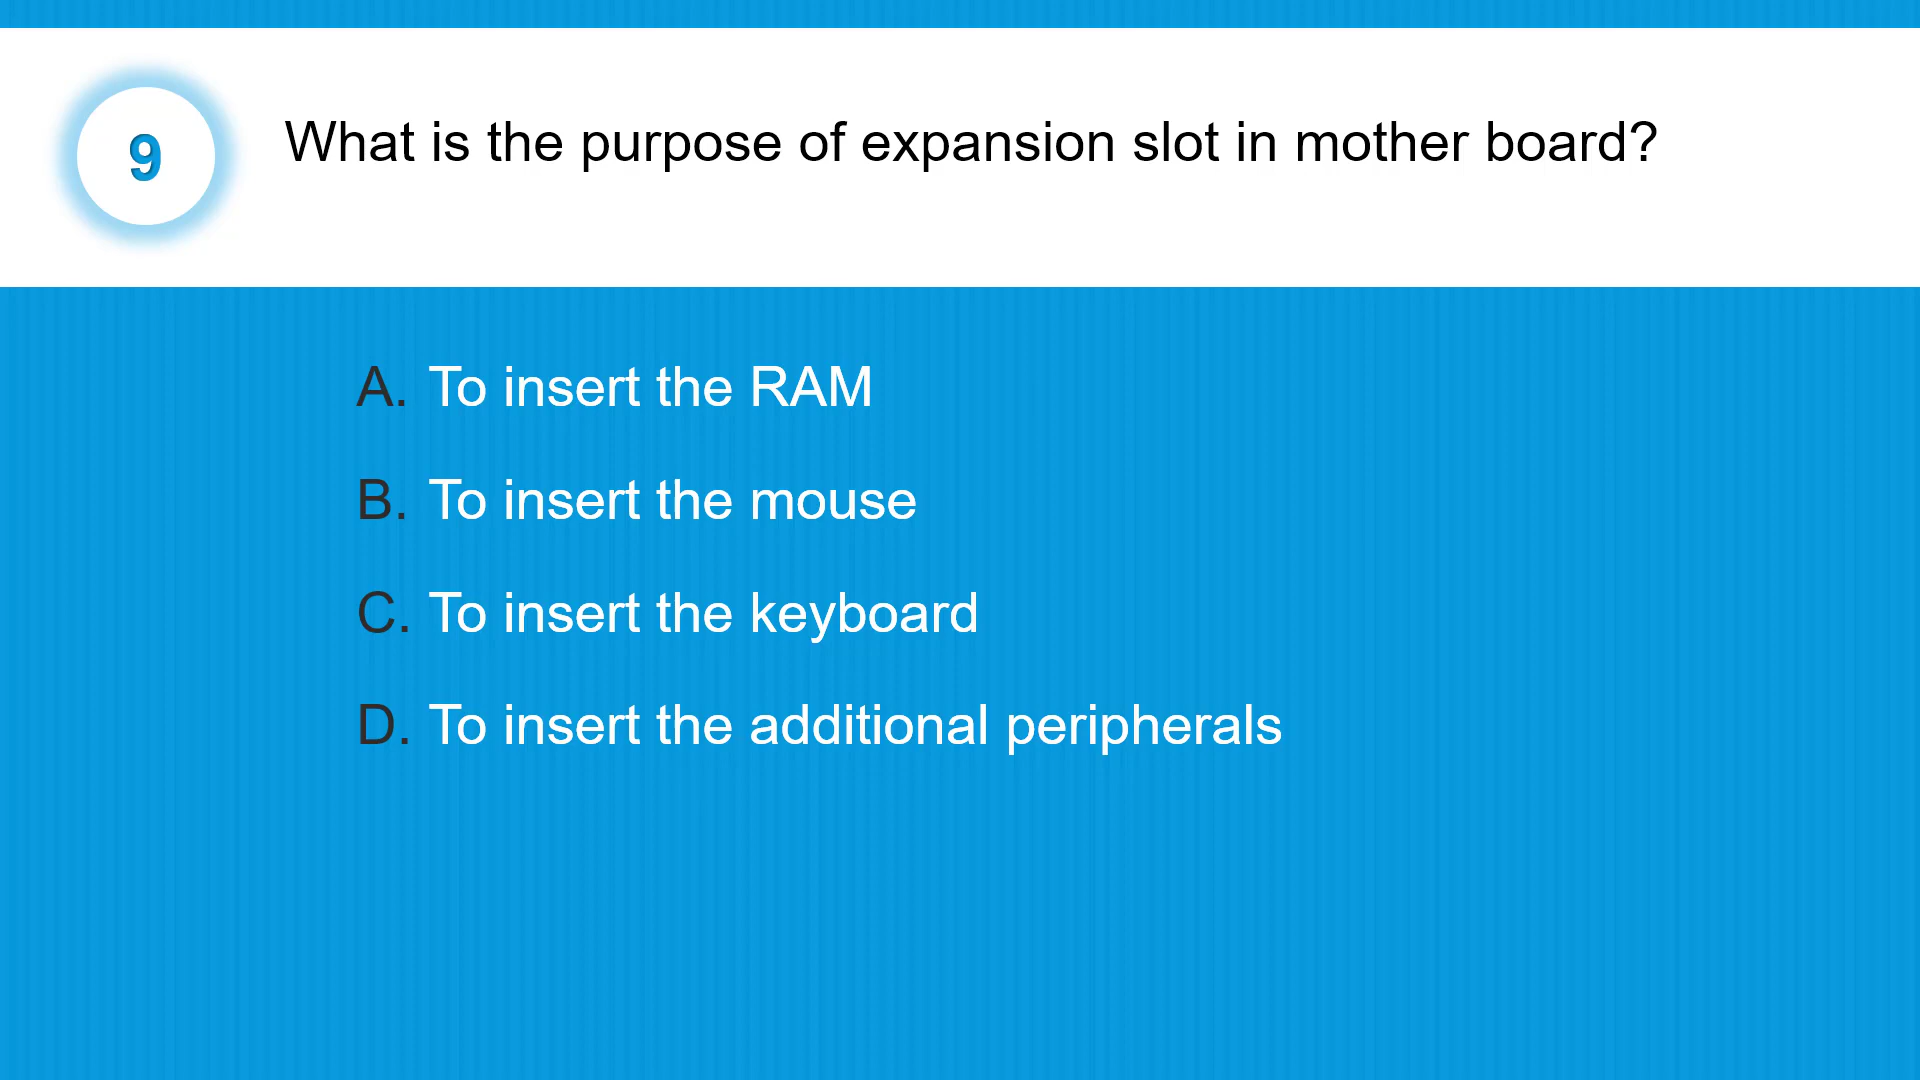 9
What is the purpose of expansion slot in mother board?
A. To insert the RAM
B. To insert the mouse
C. To insert the keyboard
D. To insert the additional peripherals